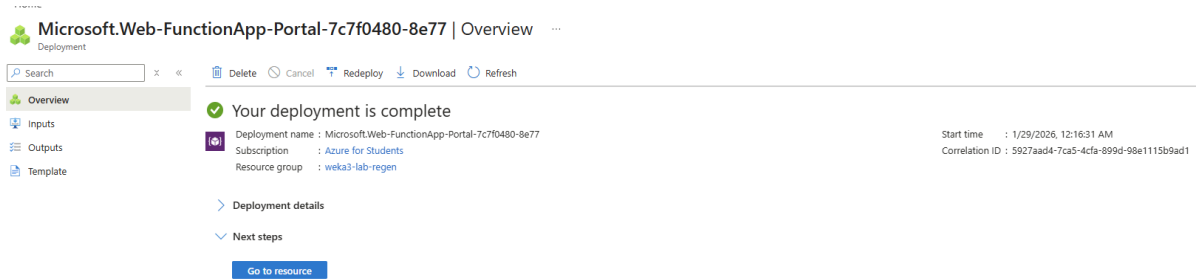 Microsoft.Web-FunctionApp-Portal-7c7f0480-8e77 | Overview ...
Deployment
Search
Delete Cancel Redeploy Download Refresh
Overview
Inputs
Outputs
Template
Your deployment is complete
Deployment name : Microsoft.Web-FunctionApp-Portal-7c7f0480-8e77
Subscription : Azure for Students
Resource group : weka3-lab-regen
Start time : 1/29/2026, 12:16:31 AM
Correlation ID : 5927aad4-7ca5-4cfa-899d-98e1115b9ad1
Deployment details
Next steps
Go to resource